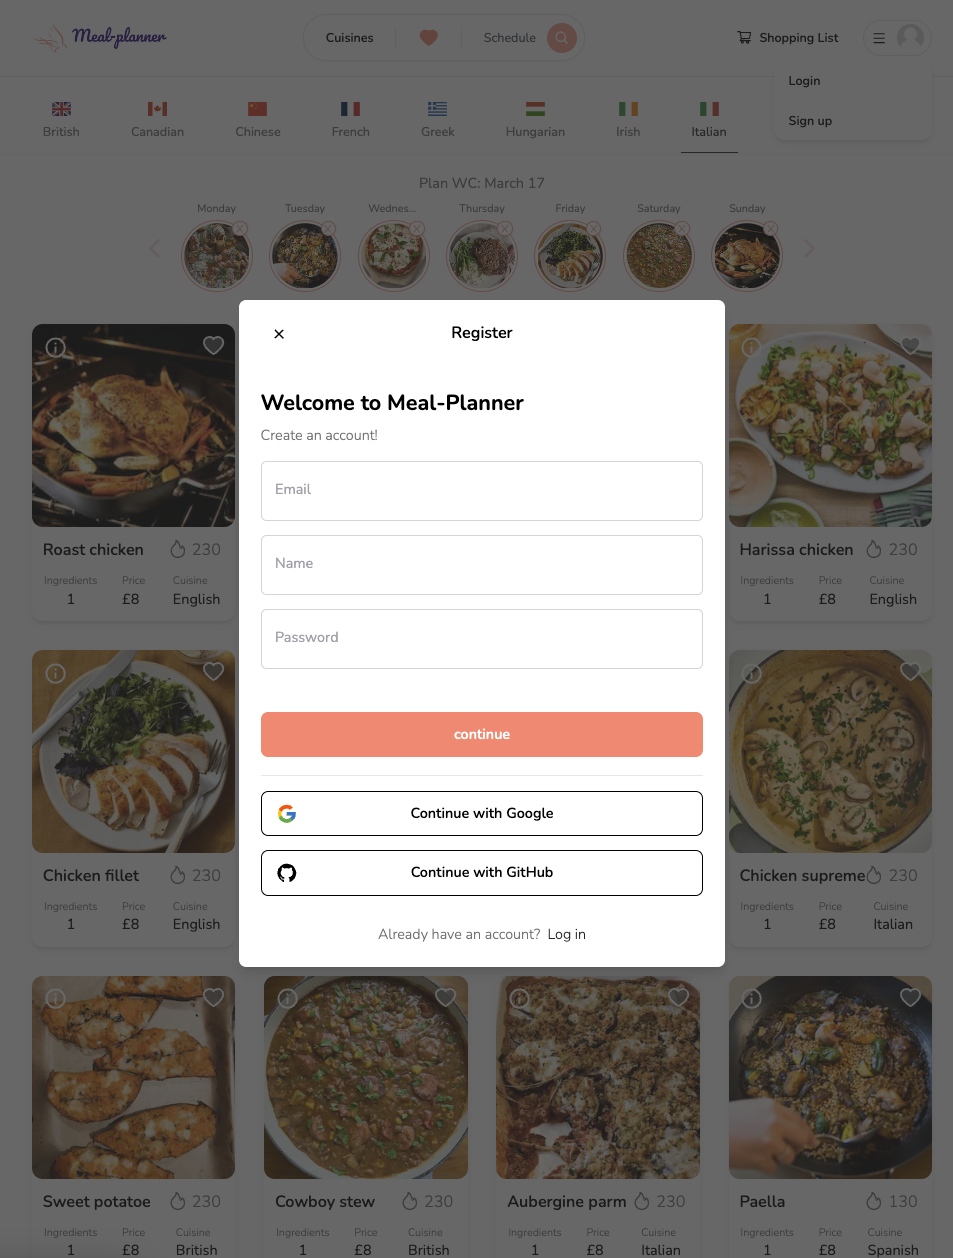 Meal-planner
Cuisines
Schedule
Shopping List
Login
Sign up
British
Canadian
Chinese
French
Greek
Hungarian
Irish
Italian
Plan WC: March 17
Monday
Tuesday
Wednes...
Thursday
Friday
Saturday
Sunday
Register
Welcome to Meal-Planner
Create an account!
Email
Name
Password
continue
Continue with Google
Continue with GitHub
Already have an account? Log in
Roast chicken 230
Ingredients Price Cuisine
1 £8 English
Harissa chicken 230
Ingredients Price Cuisine
1 £8 English
Chicken fillet 230
Ingredients Price Cuisine
1 £8 English
Chicken supreme 230
Ingredients Price Cuisine
1 £8 Italian
Sweet potatoe 230
Ingredients Price Cuisine
1 £8 British
Cowboy stew 230
Ingredients Price Cuisine
1 £8 British
Aubergine parm 230
Ingredients Price Cuisine
1 £8 Italian
Paella 130
Ingredients Price Cuisine
1 £8 Spanish